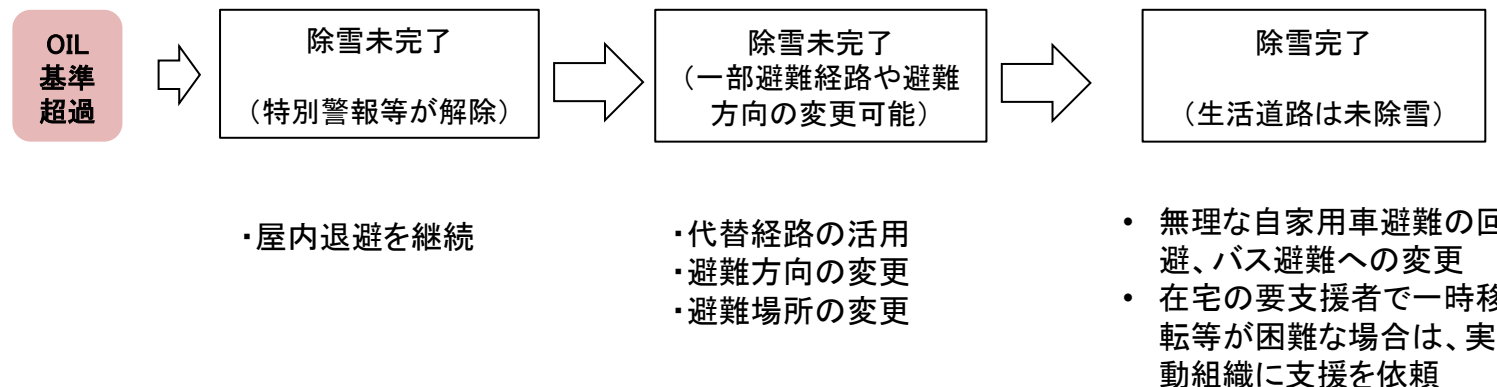 OIL
基準
超過
除雪未完了
（特別警報等が解除）
除雪未完了
（一部避難経路や避難
方向の変更可能）
除雪完了
（生活道路は未除雪）
・屋内退避を継続
・代替経路の活用
・避難方向の変更
・避難場所の変更
• 無理な自家用車避難の回
避、バス避難への変更
• 在宅の要支援者で一時移
転等が困難な場合は、実
動組織に支援を依頼